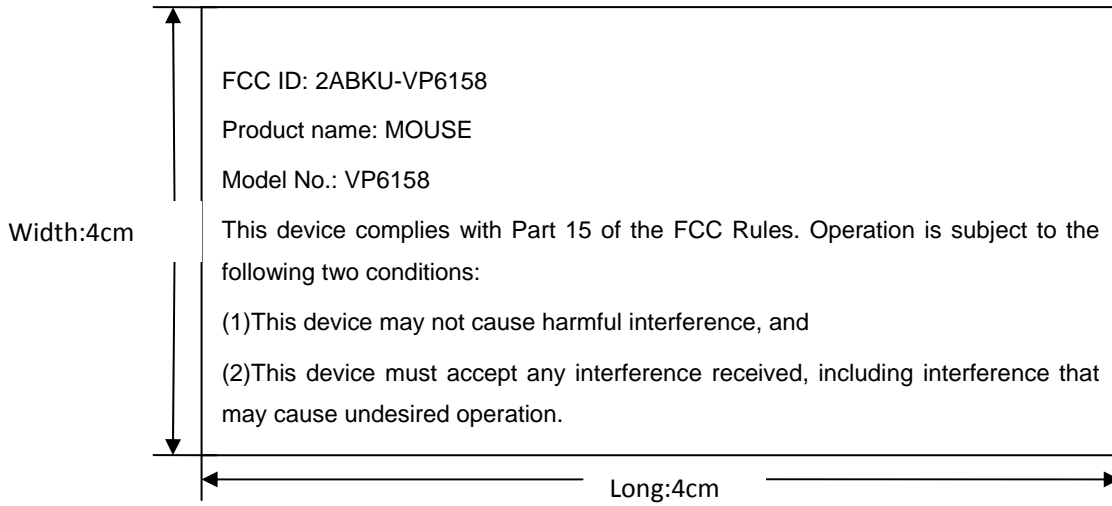 FCC ID: 2ABKU-VP6158
Product name: MOUSE
Model No.: VP6158
Width:4cm
This device complies with Part 15 of the FCC Rules. Operation is subject to the
following two conditions:
(1)This device may not cause harmful interference, and
(2)This device must accept any interference received, including interference that
may cause undesired operation.
Long:4cm